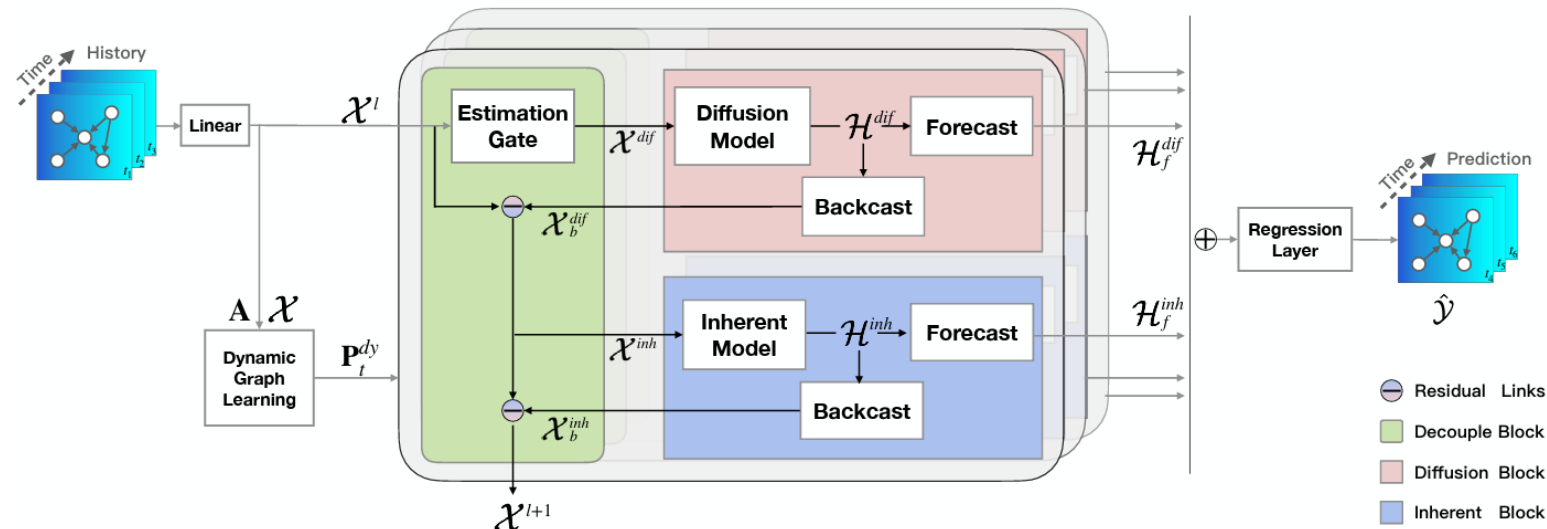 Time
History
t₁
t₂
t₃
Linear
𝒳^l
Estimation
Gate
𝒳^{dif}
Diffusion
Model
ℋ^{dif}
Forecast
ℋ_f^{dif}
Backcast
𝒳_b^{dif}
A 𝒳
Dynamic
Graph
Learning
P_t^{dy}
𝒳^{inh}
Inherent
Model
ℋ^{inh}
Forecast
ℋ_f^{inh}
Backcast
𝒳_b^{inh}
𝒳^{l+1}
Regression
Layer
Time
Prediction
t₄
t₅
t₆
𝒴̂
Residual Links
Decouple Block
Diffusion Block
Inherent Block